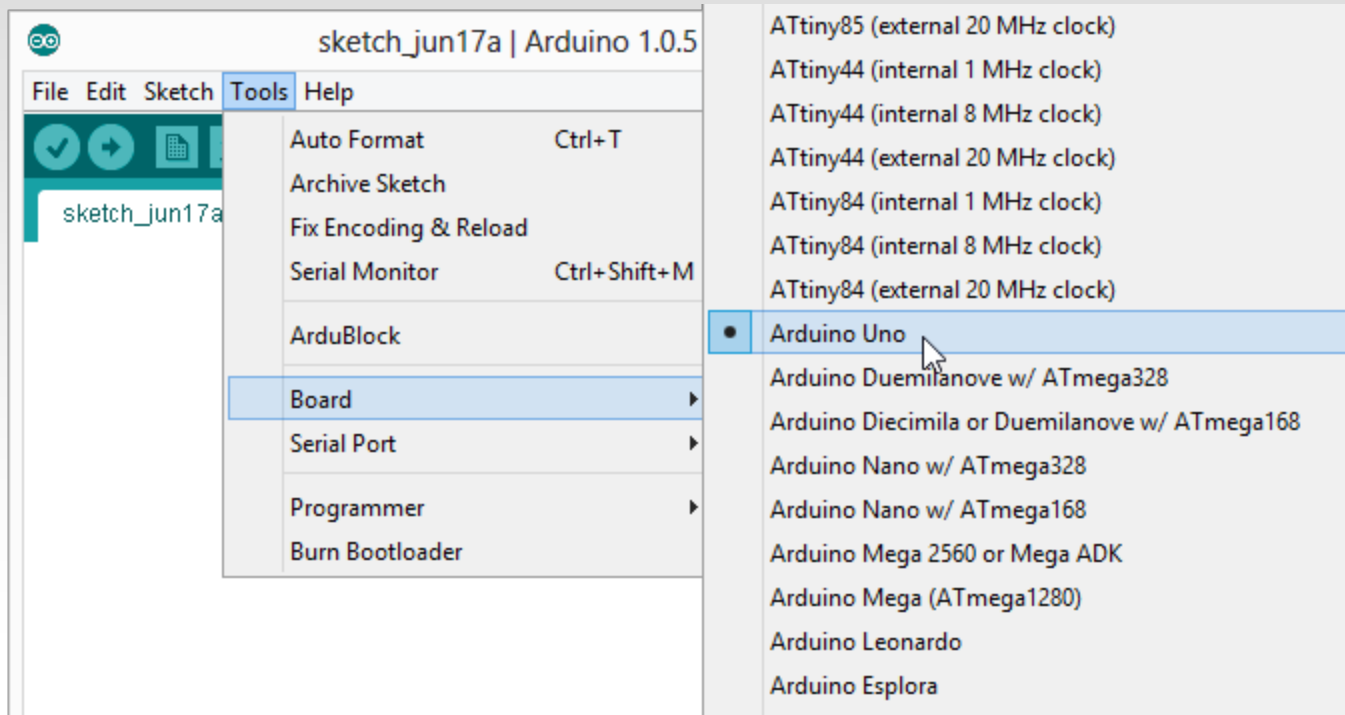 sketch_jun17a | Arduino 1.0.5
File Edit Sketch Tools Help
sketch_jun17a
Auto Format Ctrl+T
Archive Sketch
Fix Encoding & Reload
Serial Monitor Ctrl+Shift+M
ArduBlock
Board
Serial Port
Programmer
Burn Bootloader
ATtiny85 (external 20 MHz clock)
ATtiny44 (internal 1 MHz clock)
ATtiny44 (internal 8 MHz clock)
ATtiny44 (external 20 MHz clock)
ATtiny84 (internal 1 MHz clock)
ATtiny84 (internal 8 MHz clock)
ATtiny84 (external 20 MHz clock)
Arduino Uno
Arduino Duemilanove w/ ATmega328
Arduino Diecimila or Duemilanove w/ ATmega168
Arduino Nano w/ ATmega328
Arduino Nano w/ ATmega168
Arduino Mega 2560 or Mega ADK
Arduino Mega (ATmega1280)
Arduino Leonardo
Arduino Esplora